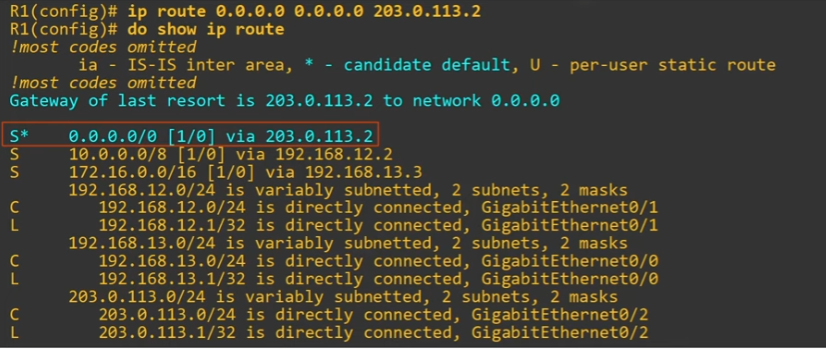 R1(config)# ip route 0.0.0.0 0.0.0.0 203.0.113.2
R1(config)# do show ip route
!most codes omitted
ia - IS-IS inter area, * - candidate default, U - per-user static route
!most codes omitted
Gateway of last resort is 203.0.113.2 to network 0.0.0.0
S* 0.0.0.0/0 [1/0] via 203.0.113.2
S 10.0.0.0/8 [1/0] via 192.168.12.2
S 172.16.0.0/16 [1/0] via 192.168.13.3
192.168.12.0/24 is variably subnetted, 2 subnets, 2 masks
C 192.168.12.0/24 is directly connected, GigabitEthernet0/1
L 192.168.12.1/32 is directly connected, GigabitEthernet0/1
192.168.13.0/24 is variably subnetted, 2 subnets, 2 masks
C 192.168.13.0/24 is directly connected, GigabitEthernet0/0
L 192.168.13.1/32 is directly connected, GigabitEthernet0/0
203.0.113.0/24 is variably subnetted, 2 subnets, 2 masks
C 203.0.113.0/24 is directly connected, GigabitEthernet0/2
L 203.0.113.1/32 is directly connected, GigabitEthernet0/2